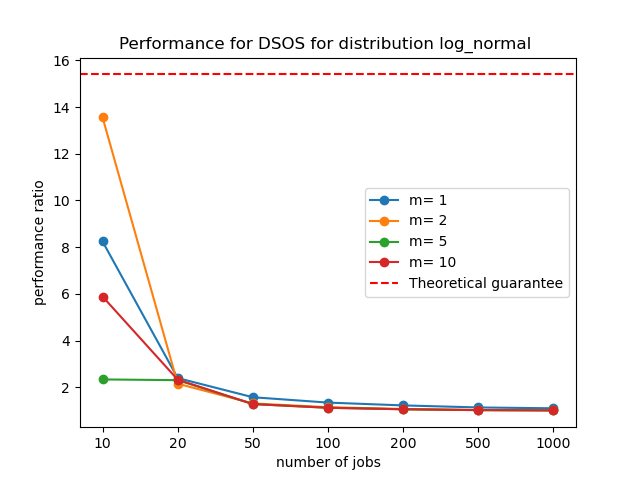 Performance for DSOS for distribution log_normal
16
14
12
10
8
6
4
2
performance ratio
m= 1
m= 2
m= 5
m= 10
Theoretical guarantee
10 20 50 100 200 500 1000
number of jobs